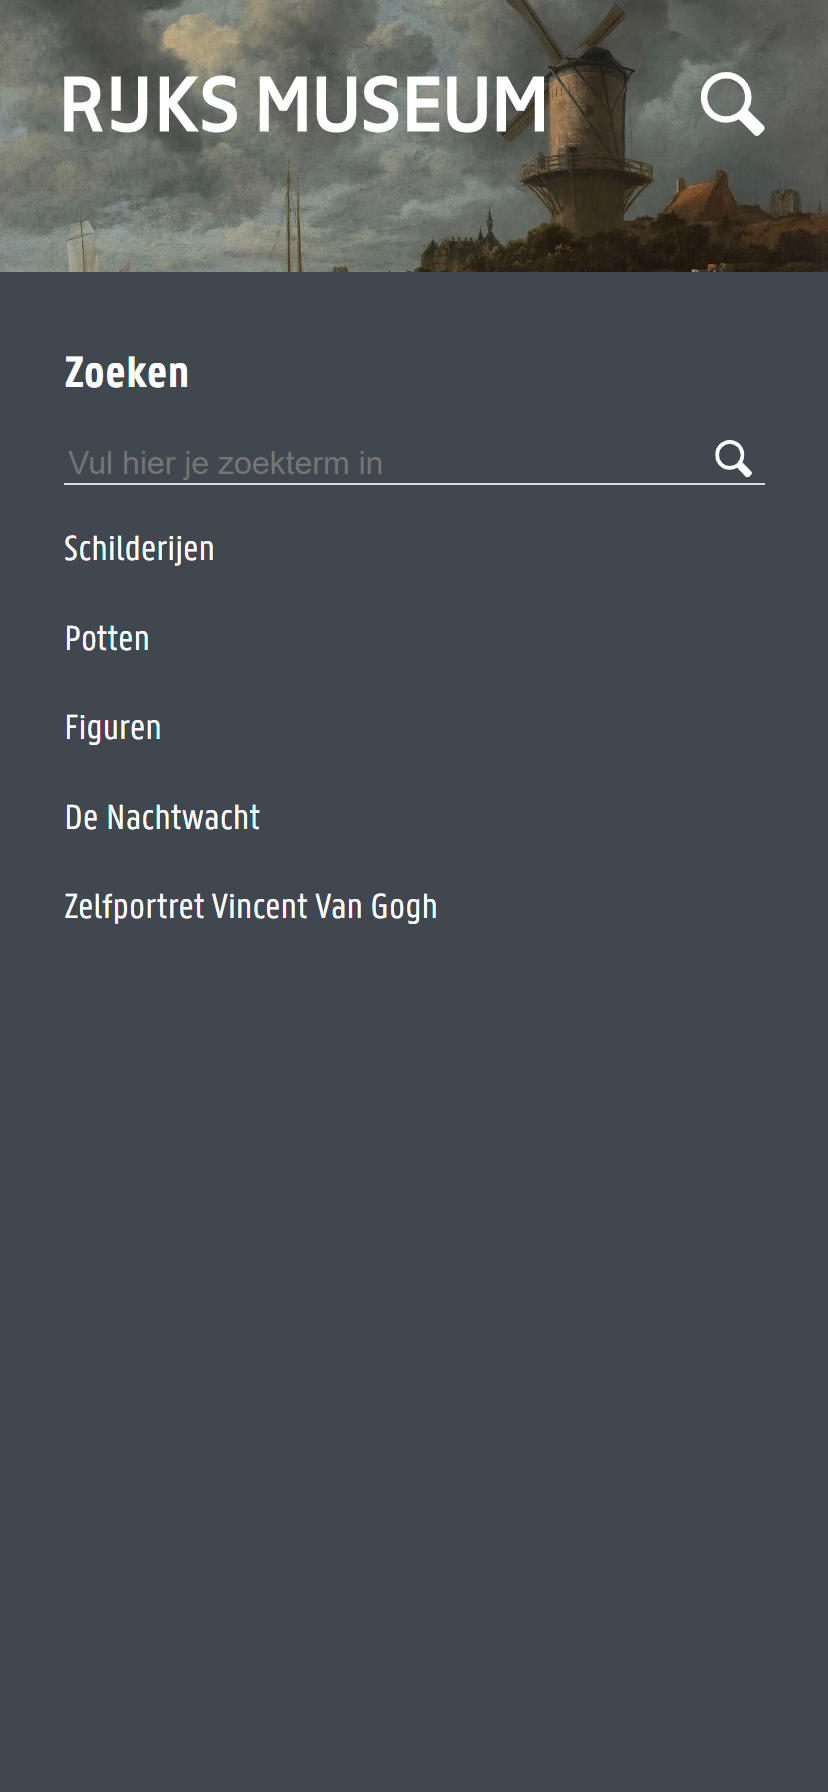 RIJKS MUSEUM
Zoeken
Vul hier je zoekterm in
Schilderijen
Potten
Figuren
De Nachtwacht
Zelfportret Vincent Van Gogh